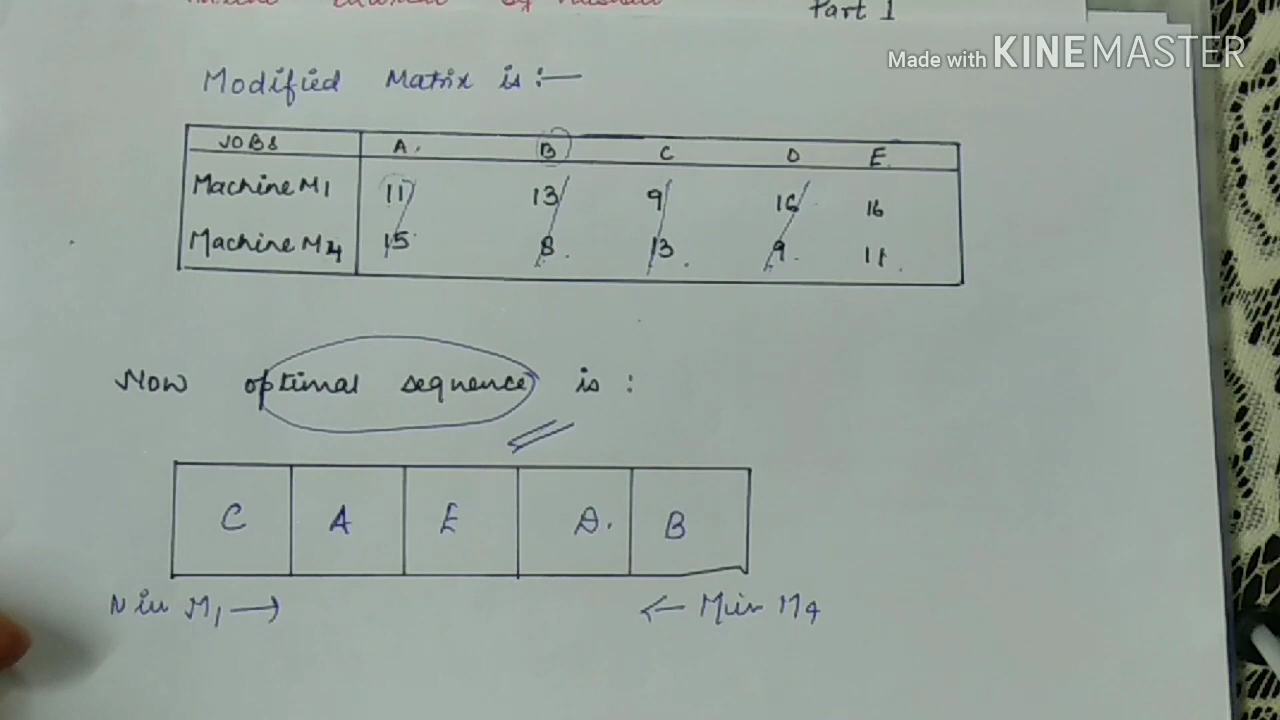 Part 1
Made with KINEMASTER
Modified Matrix is :—
JOBS A. B C D E.
Machine M1 11 13 9 16 16
Machine M4 15 8. 13. 9. 11.
Now optimal sequence is :
C A E D. B
Min M1 → ← Min M4